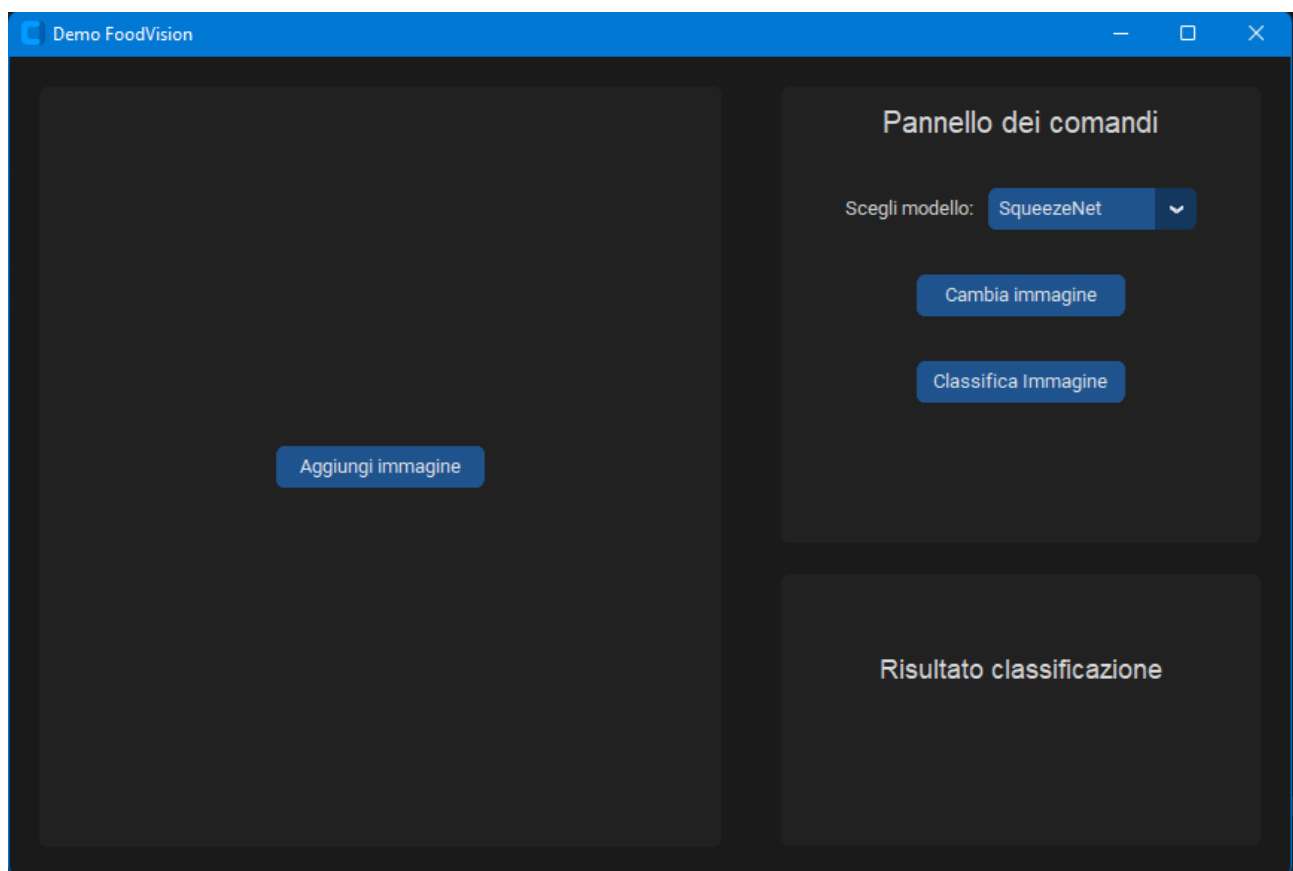 Demo FoodVision
Aggiungi immagine
Pannello dei comandi
Scegli modello: SqueezeNet
Cambia immagine
Classifica Immagine
Risultato classificazione